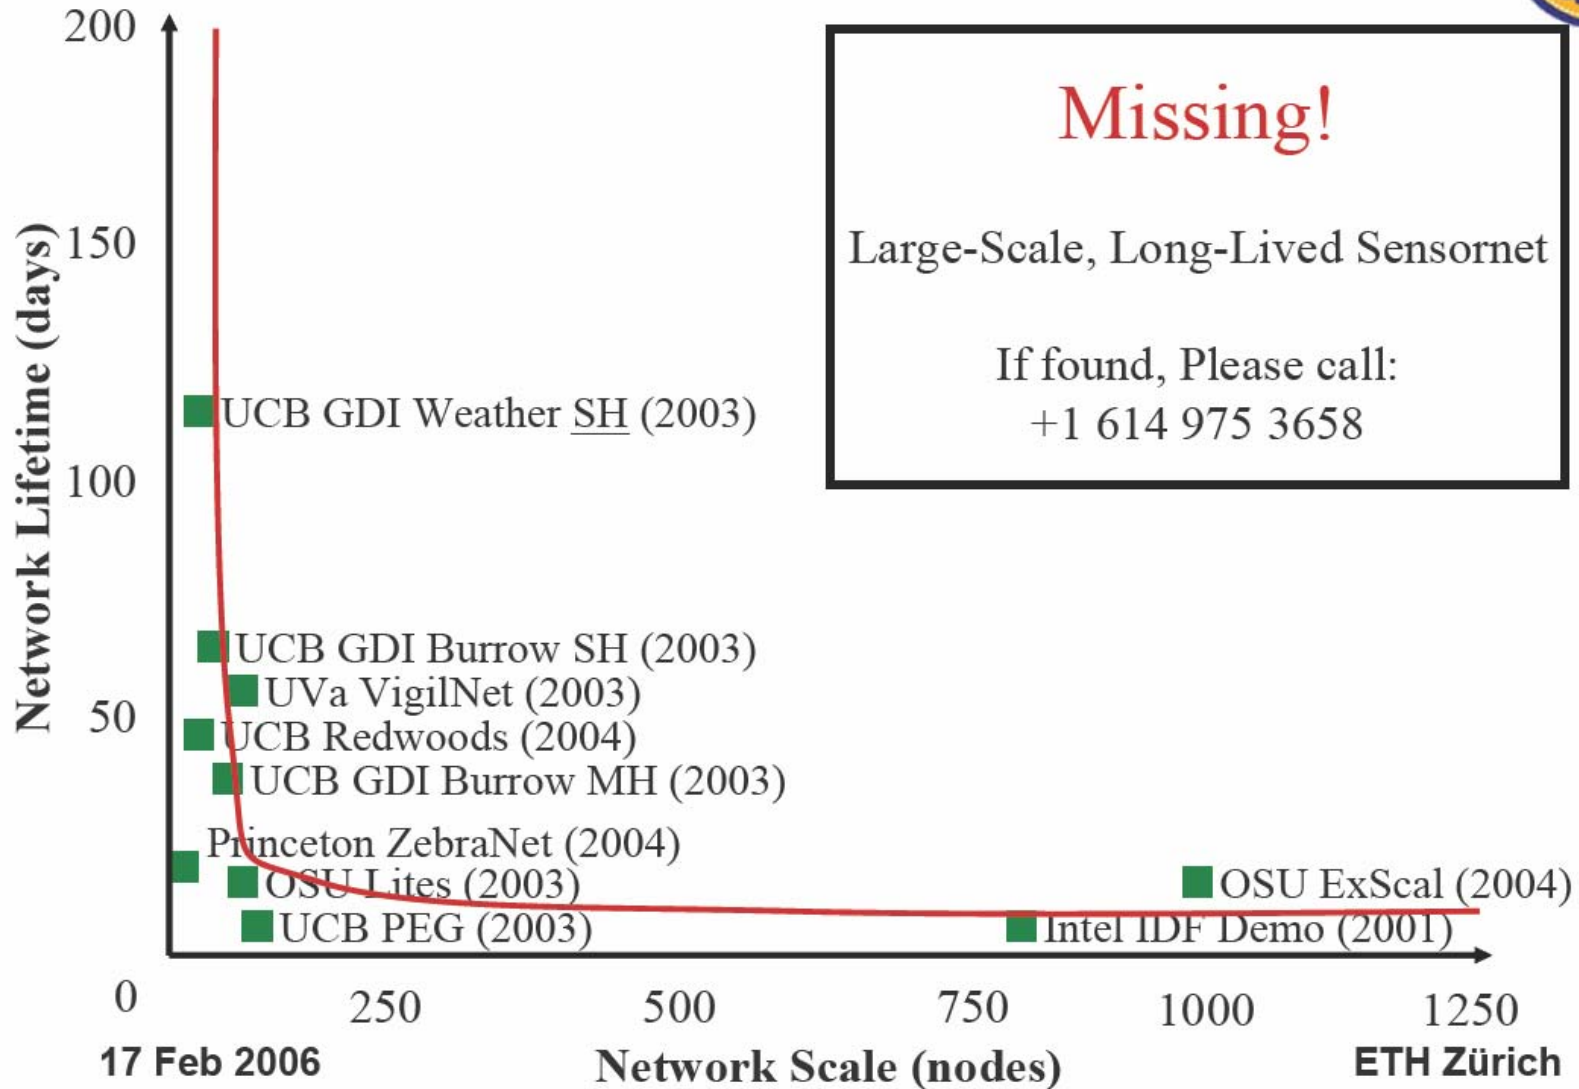 200
Missing!
150
Large-Scale, Long-Lived Sensornet
If found, Please call:
+1 614 975 3658
Network Lifetime (days)
UCB GDI Weather SH (2003)
100
UCB GDI Burrow SH (2003)
UVa VigilNet (2003)
50
UCB Redwoods (2004)
UCB GDI Burrow MH (2003)
Princeton ZebraNet (2004)
OSU Lites (2003)
OSU ExScal (2004)
UCB PEG (2003)
Intel IDF Demo (2001)
0
250
500
750
1000
1250
17 Feb 2006
Network Scale (nodes)
ETH Zürich